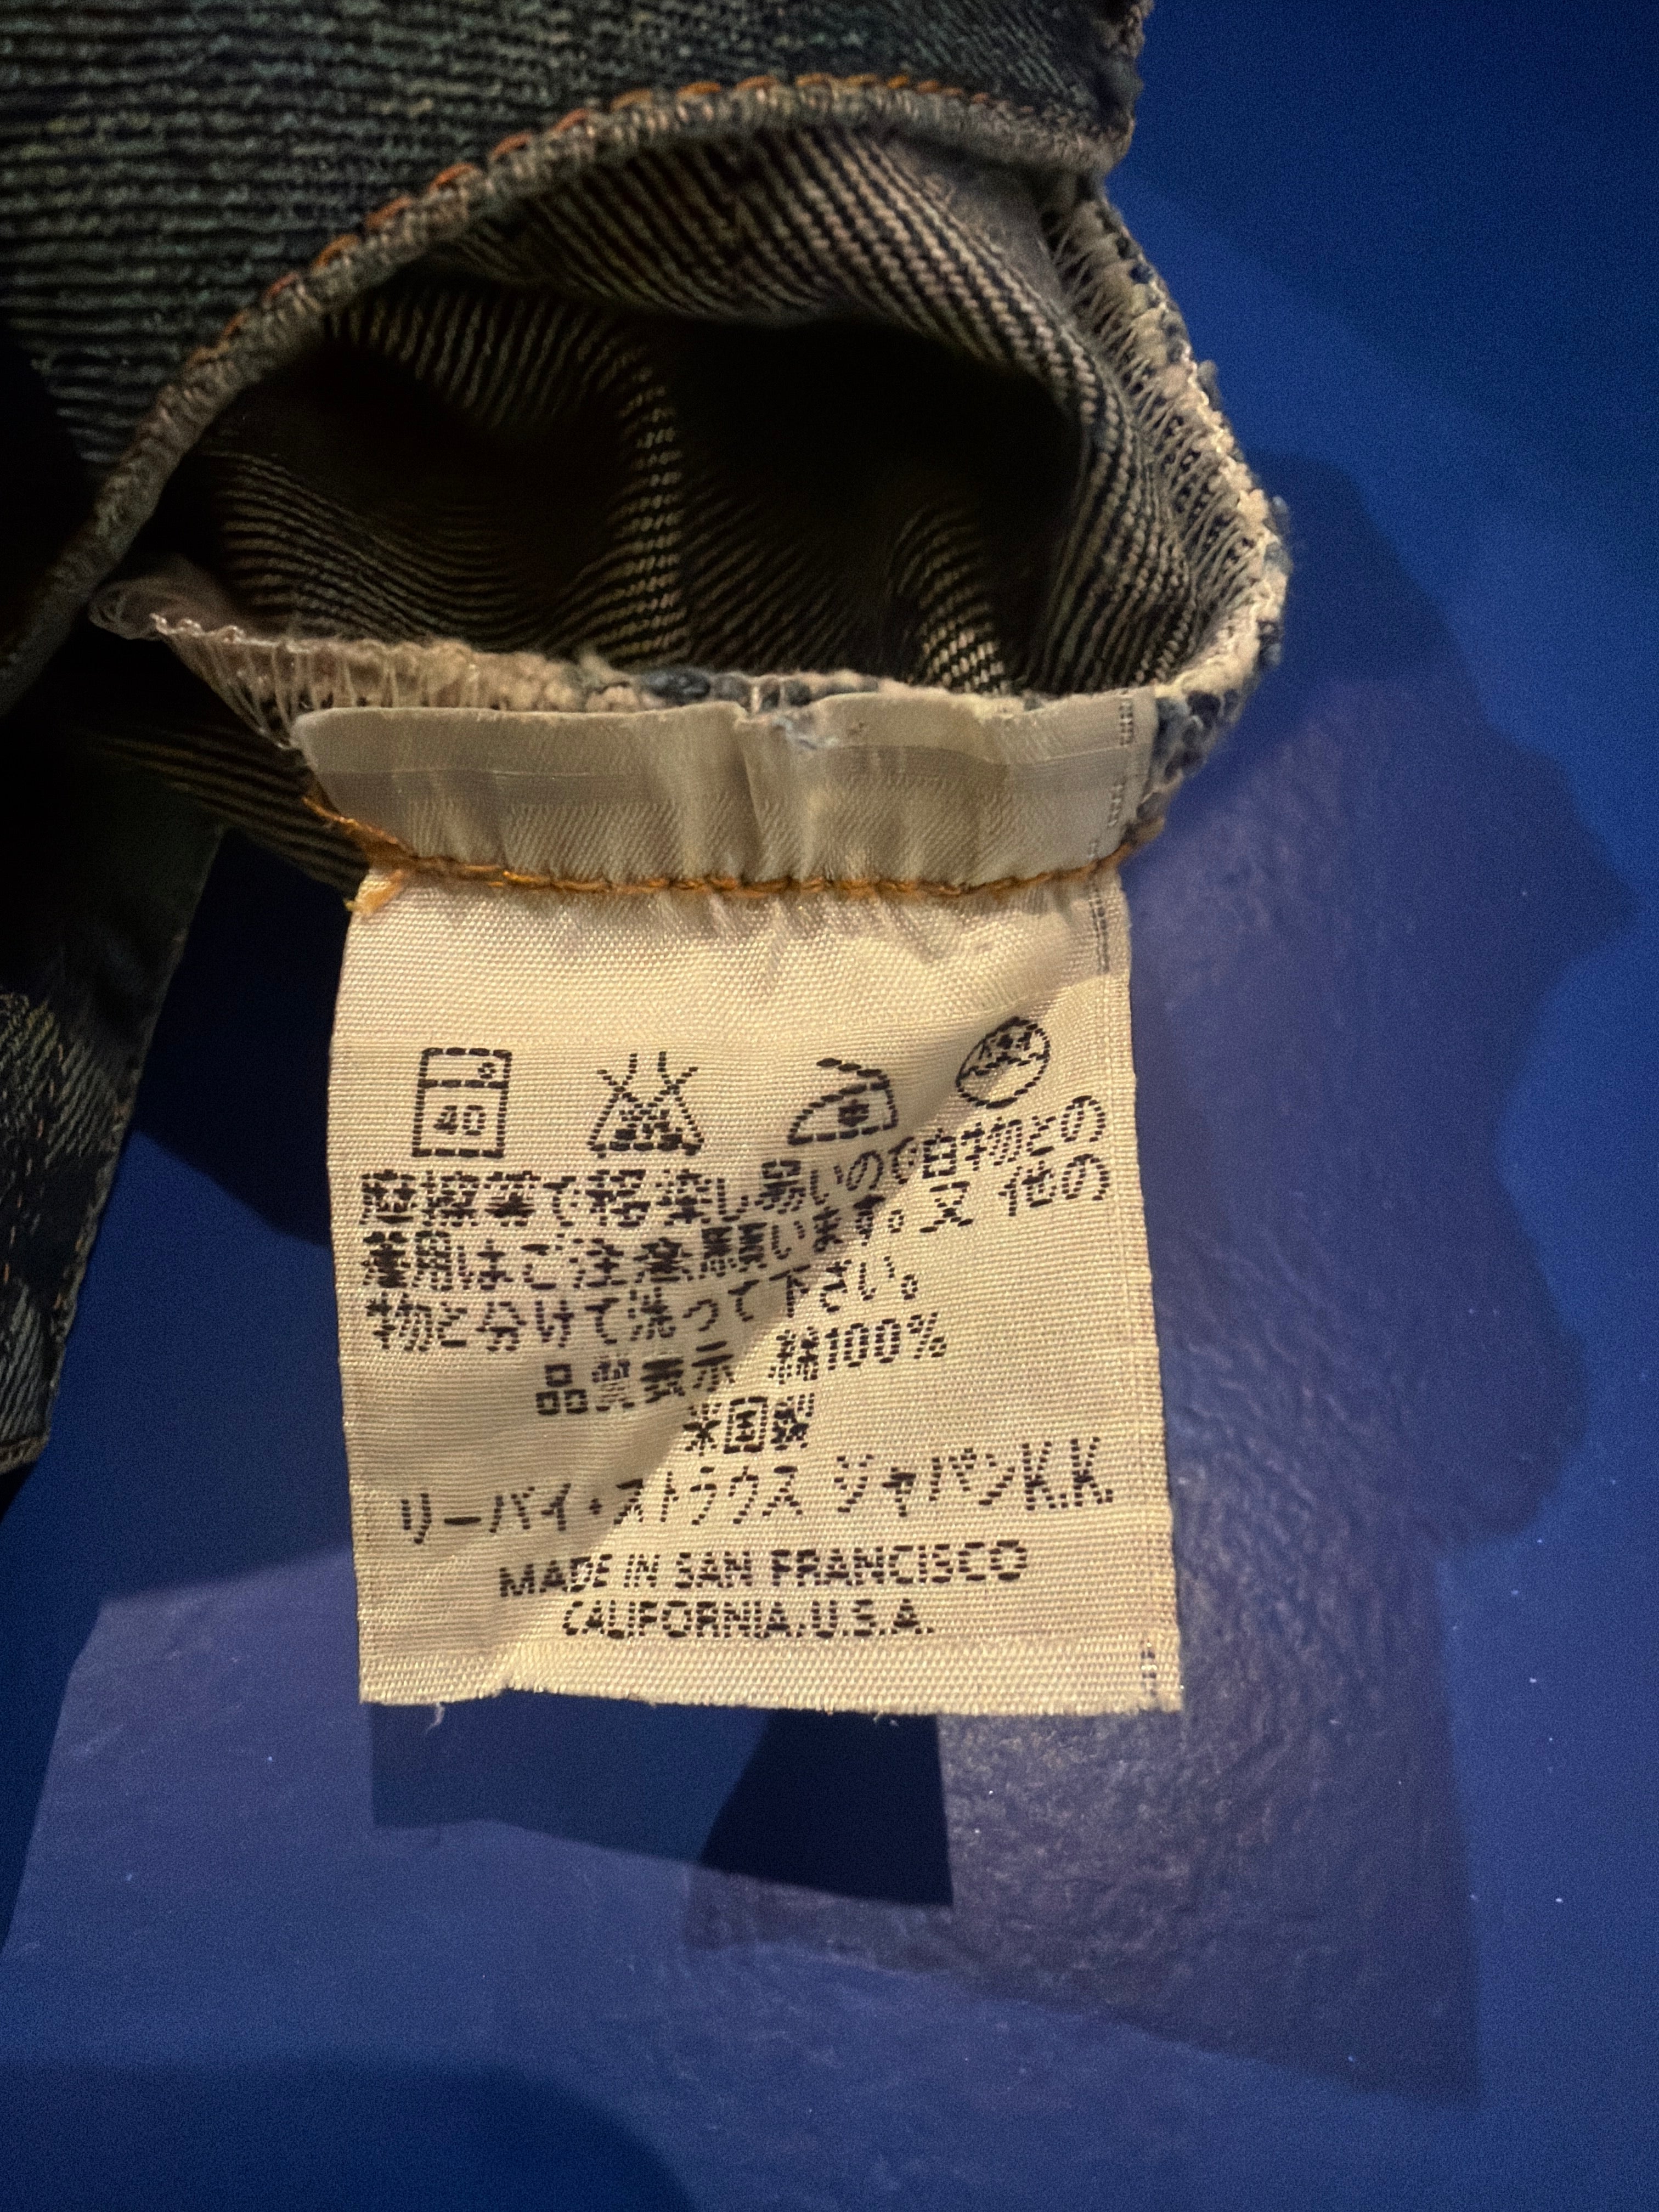 40
摩擦等で移染し易いので白物との
兼用はご注意願います。又 他の
物と分けて洗って下さい。
品質表示 綿100%
米国製
リーバイ・ストラウス ジャパンK.K.
MADE IN SAN FRANCISCO
CALIFORNIA.U.S.A.